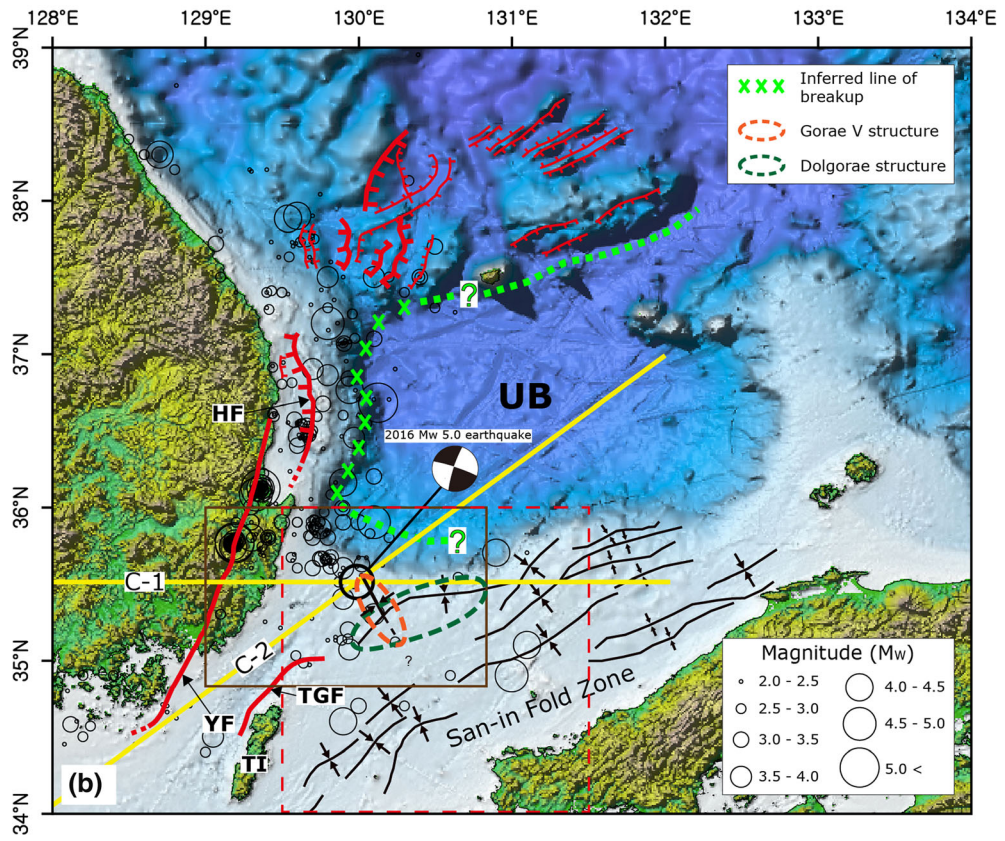 128°E 129°E 130°E 131°E 132°E 133°E 134°E
39°N
38°N
37°N
36°N
35°N
34°N
Inferred line of
breakup
Gorae V structure
Dolgorae structure
?
UB
HF
2016 Mw 5.0 earthquake
?
C-1
C-2
?
TGF
YF
TI
San-in Fold Zone
(b)
Magnitude (Mw)
2.0 - 2.5
2.5 - 3.0
3.0 - 3.5
3.5 - 4.0
4.0 - 4.5
4.5 - 5.0
5.0 <